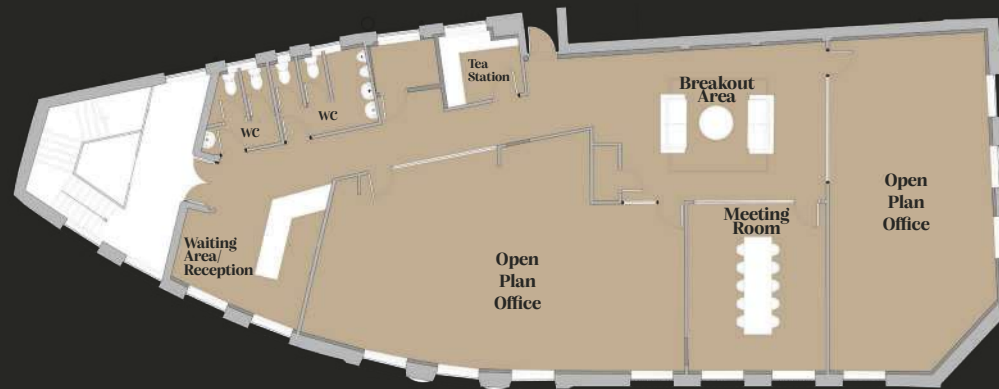 Tea
Station
WC
WC
Breakout
Area
Waiting
Area/
Reception
Open
Plan
Office
Meeting
Room
Open
Plan
Office